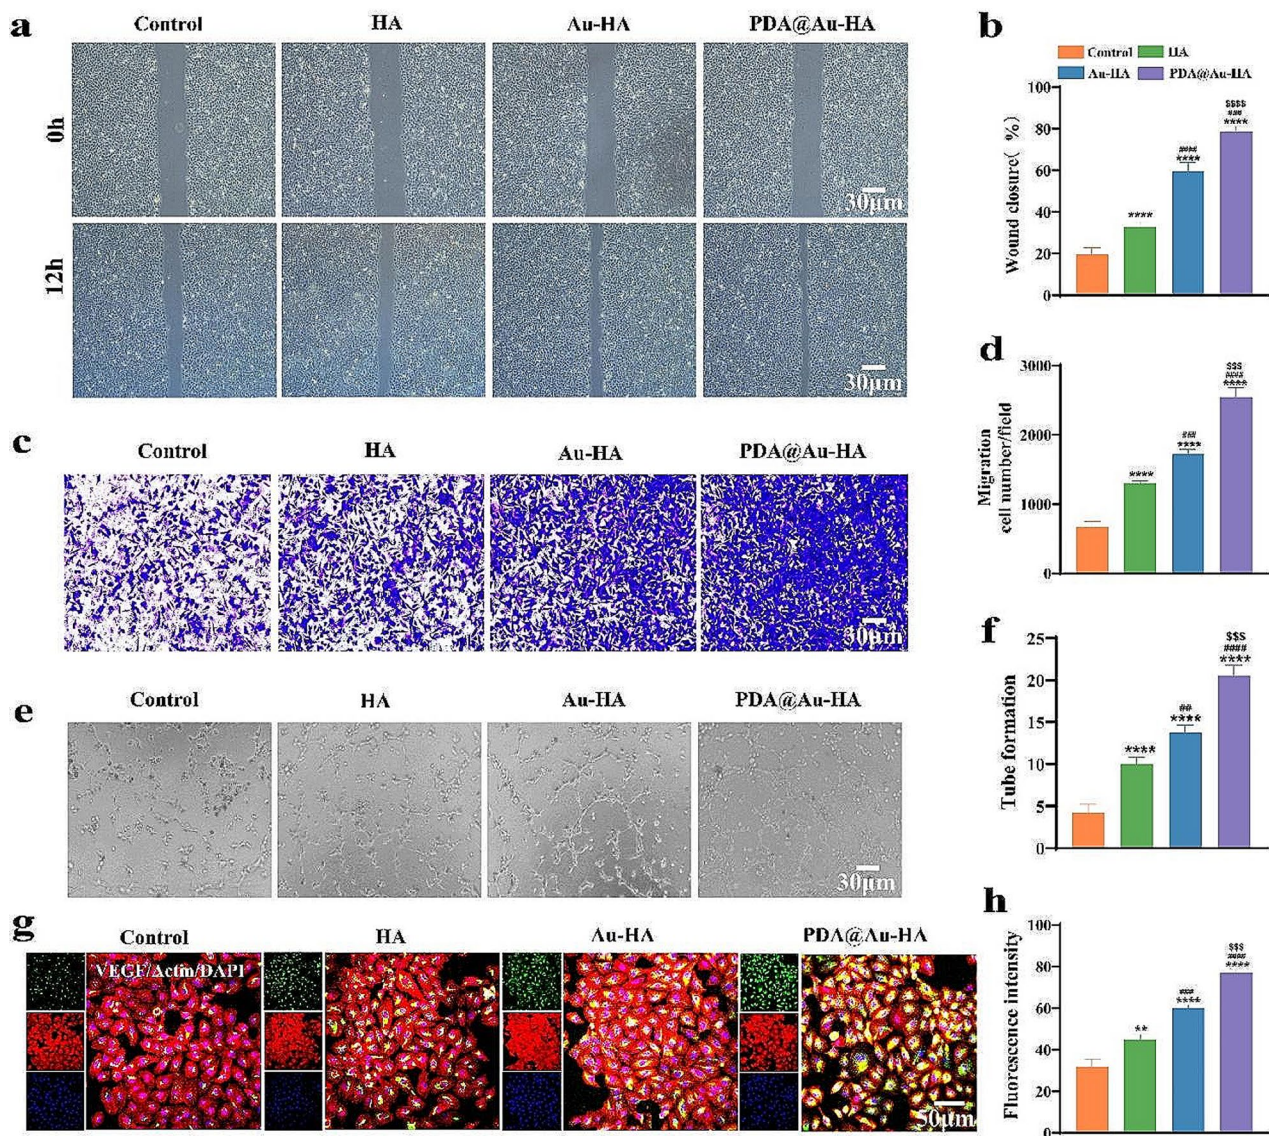 a
Control
HA
Au-HA
PDA@Au-HA
0h
30μm
12h
30μm
b
Control
HA
Au-HA
PDA@Au-HA
Wound closure( %)
100
80
60
40
20
0
****
####
****
$$$$
###
****
c
Control
HA
Au-HA
PDA@Au-HA
30μm
d
Migration
cell number/field
3000
2000
1000
0
****
###
****
$$$
####
****
e
Control
HA
Au-HA
PDA@Au-HA
30μm
f
Tube formation
25
20
15
10
5
0
****
##
****
$$$
####
****
g
Control
HA
Au-HA
PDA@Au-HA
VEGF/Actin/DAPI
50μm
h
Fluorescence intensity
100
80
60
40
20
0
**
###
****
$$$
####
****